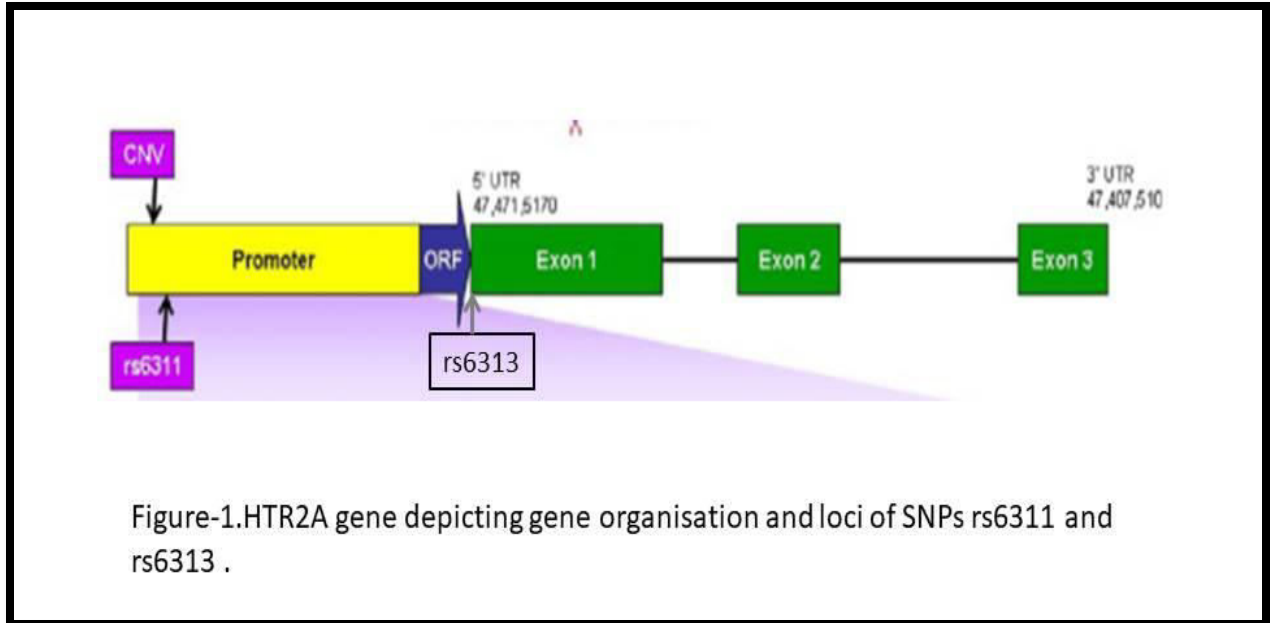 CNV
5' UTR
47,471,5170
3' UTR
47,407,510
Promoter
ORF
Exon 1
Exon 2
Exon 3
rs6311
rs6313
Figure-1.HTR2A gene depicting gene organisation and loci of SNPs rs6311 and
rs6313 .